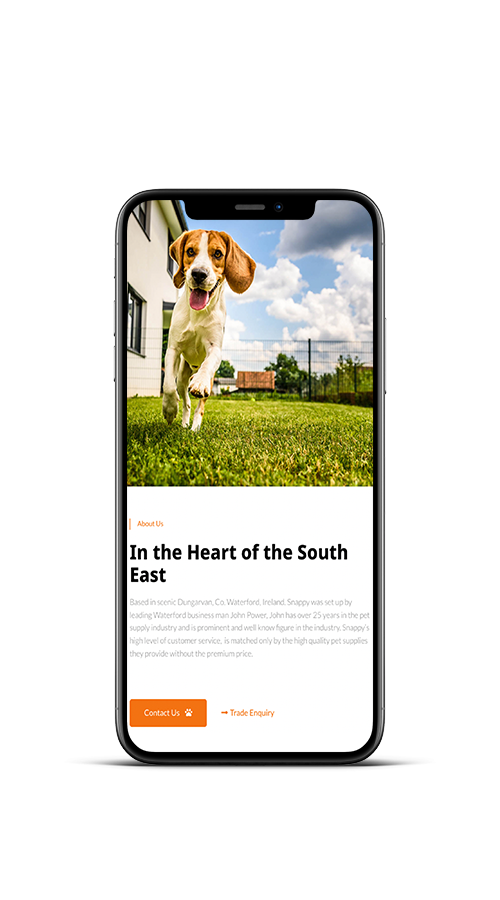 About Us
In the Heart of the South
East
Based in scenic Dungarvan, Co. Waterford, Ireland. Snappy was set up by
leading Waterford business man John Power, John has over 25 years in the pet
supply industry and is prominent and well know figure in the industry. Snappy's
high level of customer service, is matched only by the high quality pet supplies
they provide without the premium price.
Contact Us
Trade Enquiry